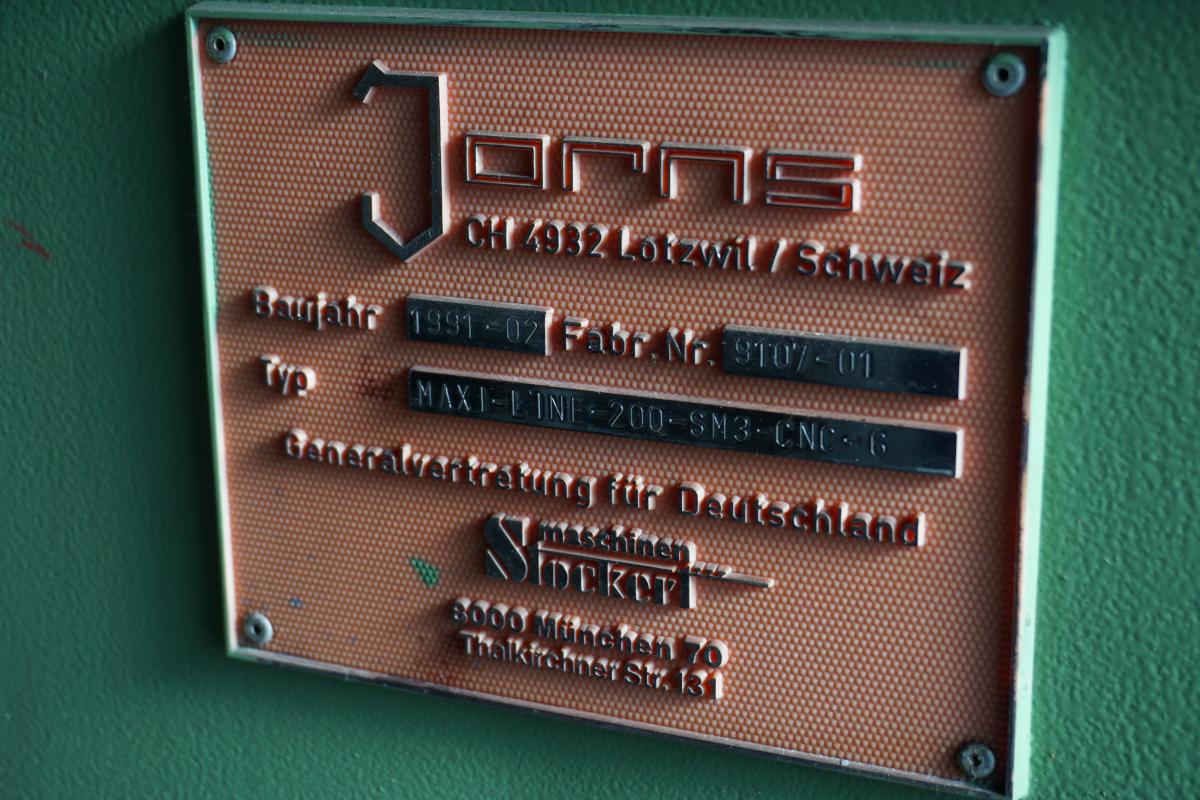 Jorns
CH 4932 Lotzwil / Schweiz
Baujahr 1991-02 Fabr. Nr. 9107-01
Typ MAXI-LINE-200-SM3-CNC-6
Generalvertretung für Deutschland
maschinen
Stockert
8000 München 70
Thalkirchner Str. 131